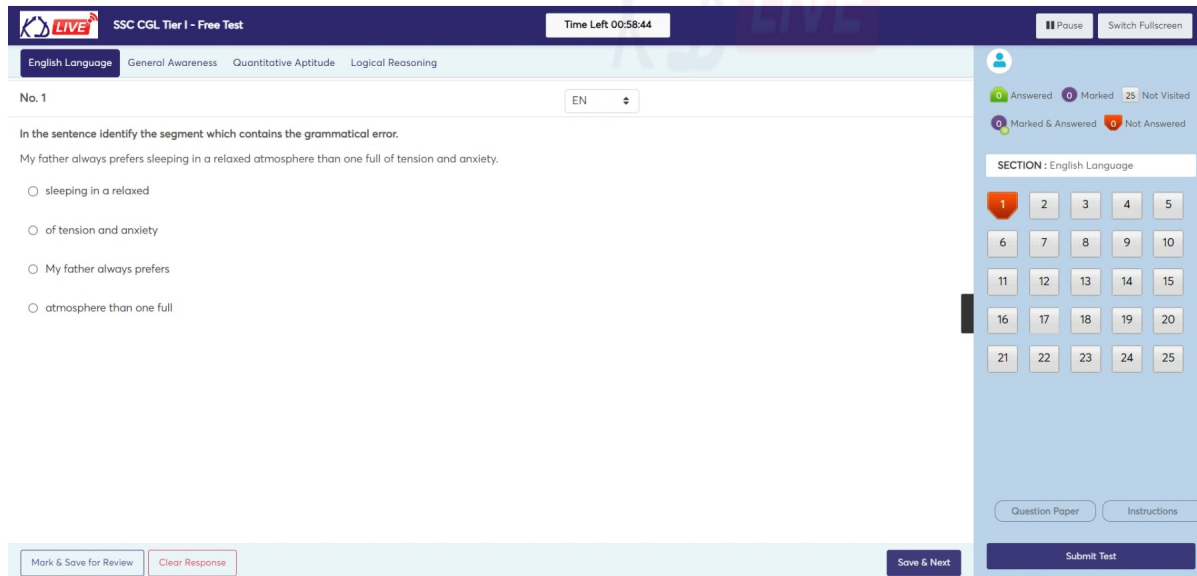 KD LIVE SSC CGL Tier I - Free Test Time Left 00:58:44 Pause Switch Fullscreen
KD LIVE
English Language General Awareness Quantitative Aptitude Logical Reasoning
No. 1 EN
In the sentence identify the segment which contains the grammatical error.
My father always prefers sleeping in a relaxed atmosphere than one full of tension and anxiety.
sleeping in a relaxed
of tension and anxiety
My father always prefers
atmosphere than one full
0 Answered 0 Marked 25 Not Visited
0 Marked & Answered 0 Not Answered
SECTION : English Language
1 2 3 4 5
6 7 8 9 10
11 12 13 14 15
16 17 18 19 20
21 22 23 24 25
Question Paper Instructions
Mark & Save for Review Clear Response Save & Next Submit Test